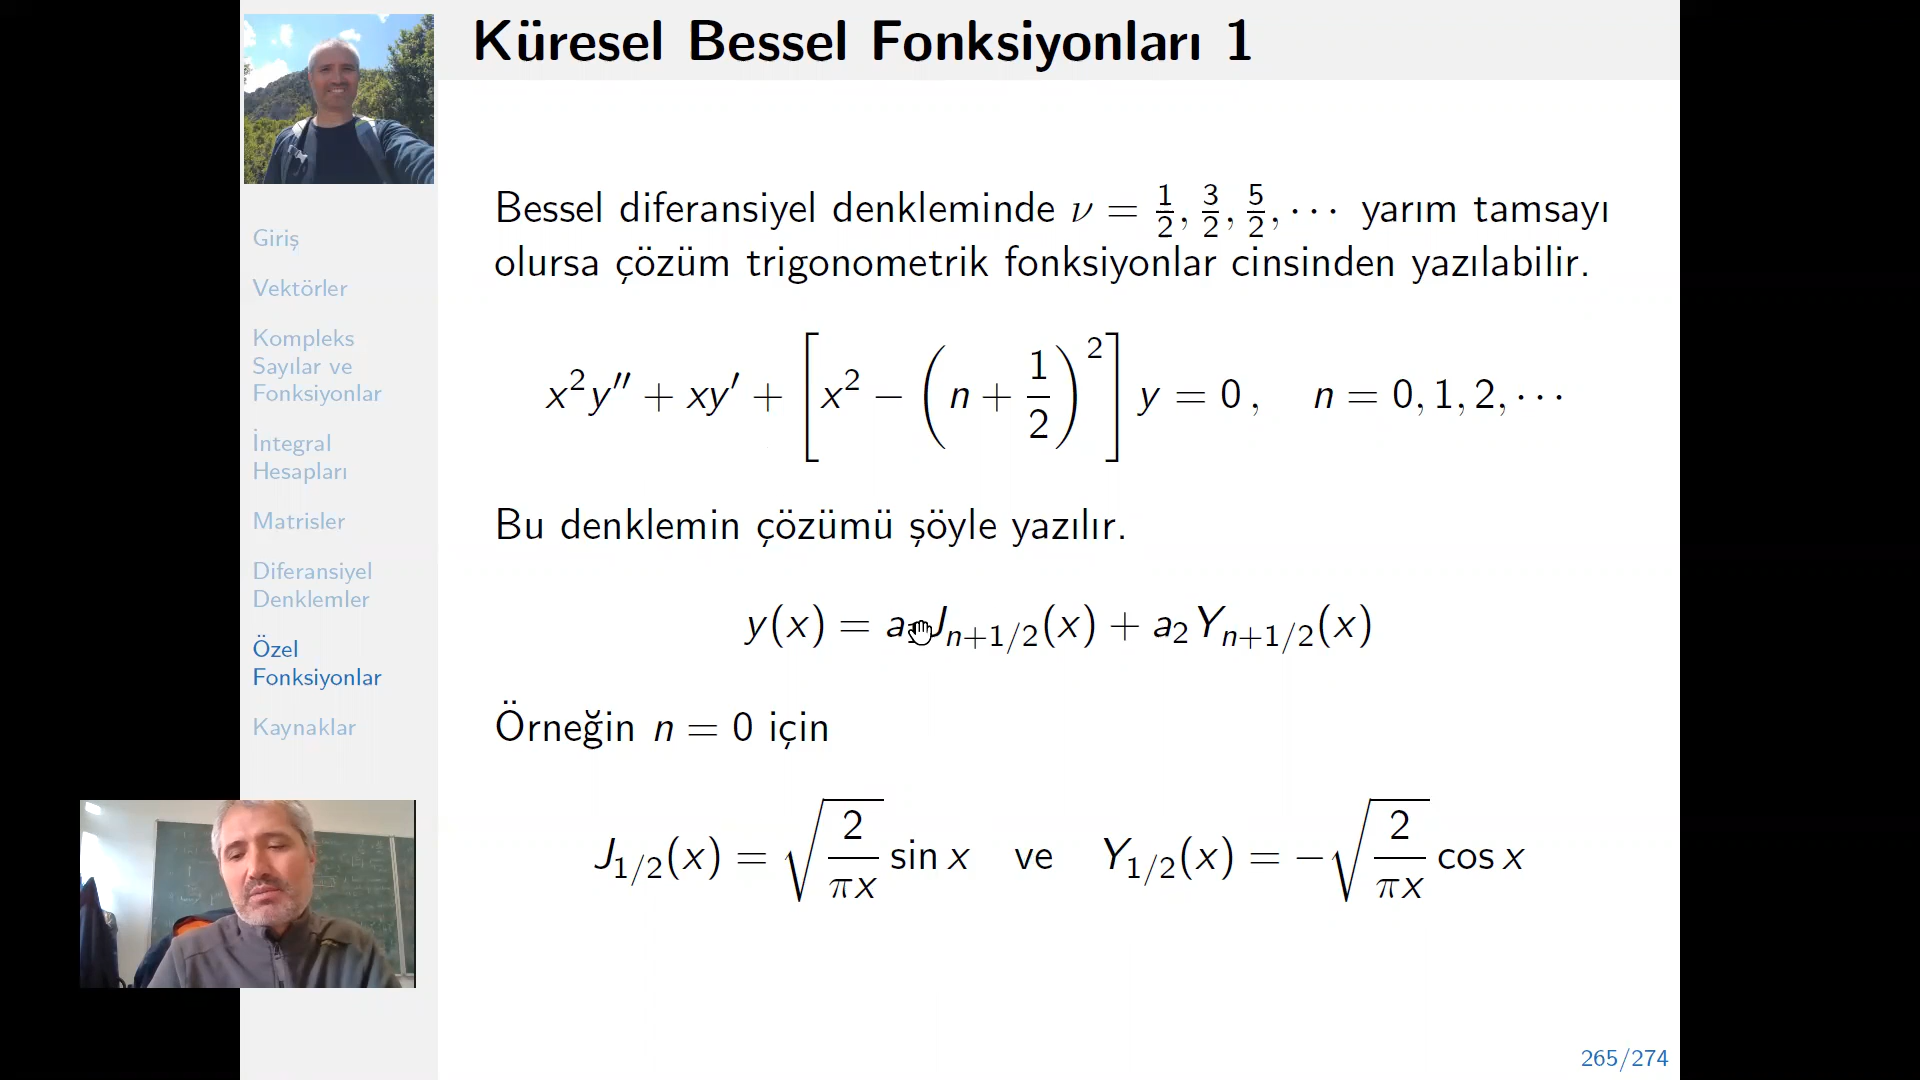 Küresel Bessel Fonksiyonları 1
Giriş
Vektörler
Kompleks
Sayılar ve
Fonksiyonlar
İntegral
Hesapları
Matrisler
Diferansiyel
Denklemler
Özel
Fonksiyonlar
Kaynaklar
Bessel diferansiyel denkleminde ν = 1/2, 3/2, 5/2, ··· yarım tamsayı
olursa çözüm trigonometrik fonksiyonlar cinsinden yazılabilir.
x²y″ + xy′ + [x² − (n + 1/2)²] y = 0 , n = 0, 1, 2, ···
Bu denklemin çözümü şöyle yazılır.
y(x) = a₁J_{n+1/2}(x) + a₂Y_{n+1/2}(x)
Örneğin n = 0 için
J_{1/2}(x) = √(2/πx) sin x ve Y_{1/2}(x) = −√(2/πx) cos x
265/274